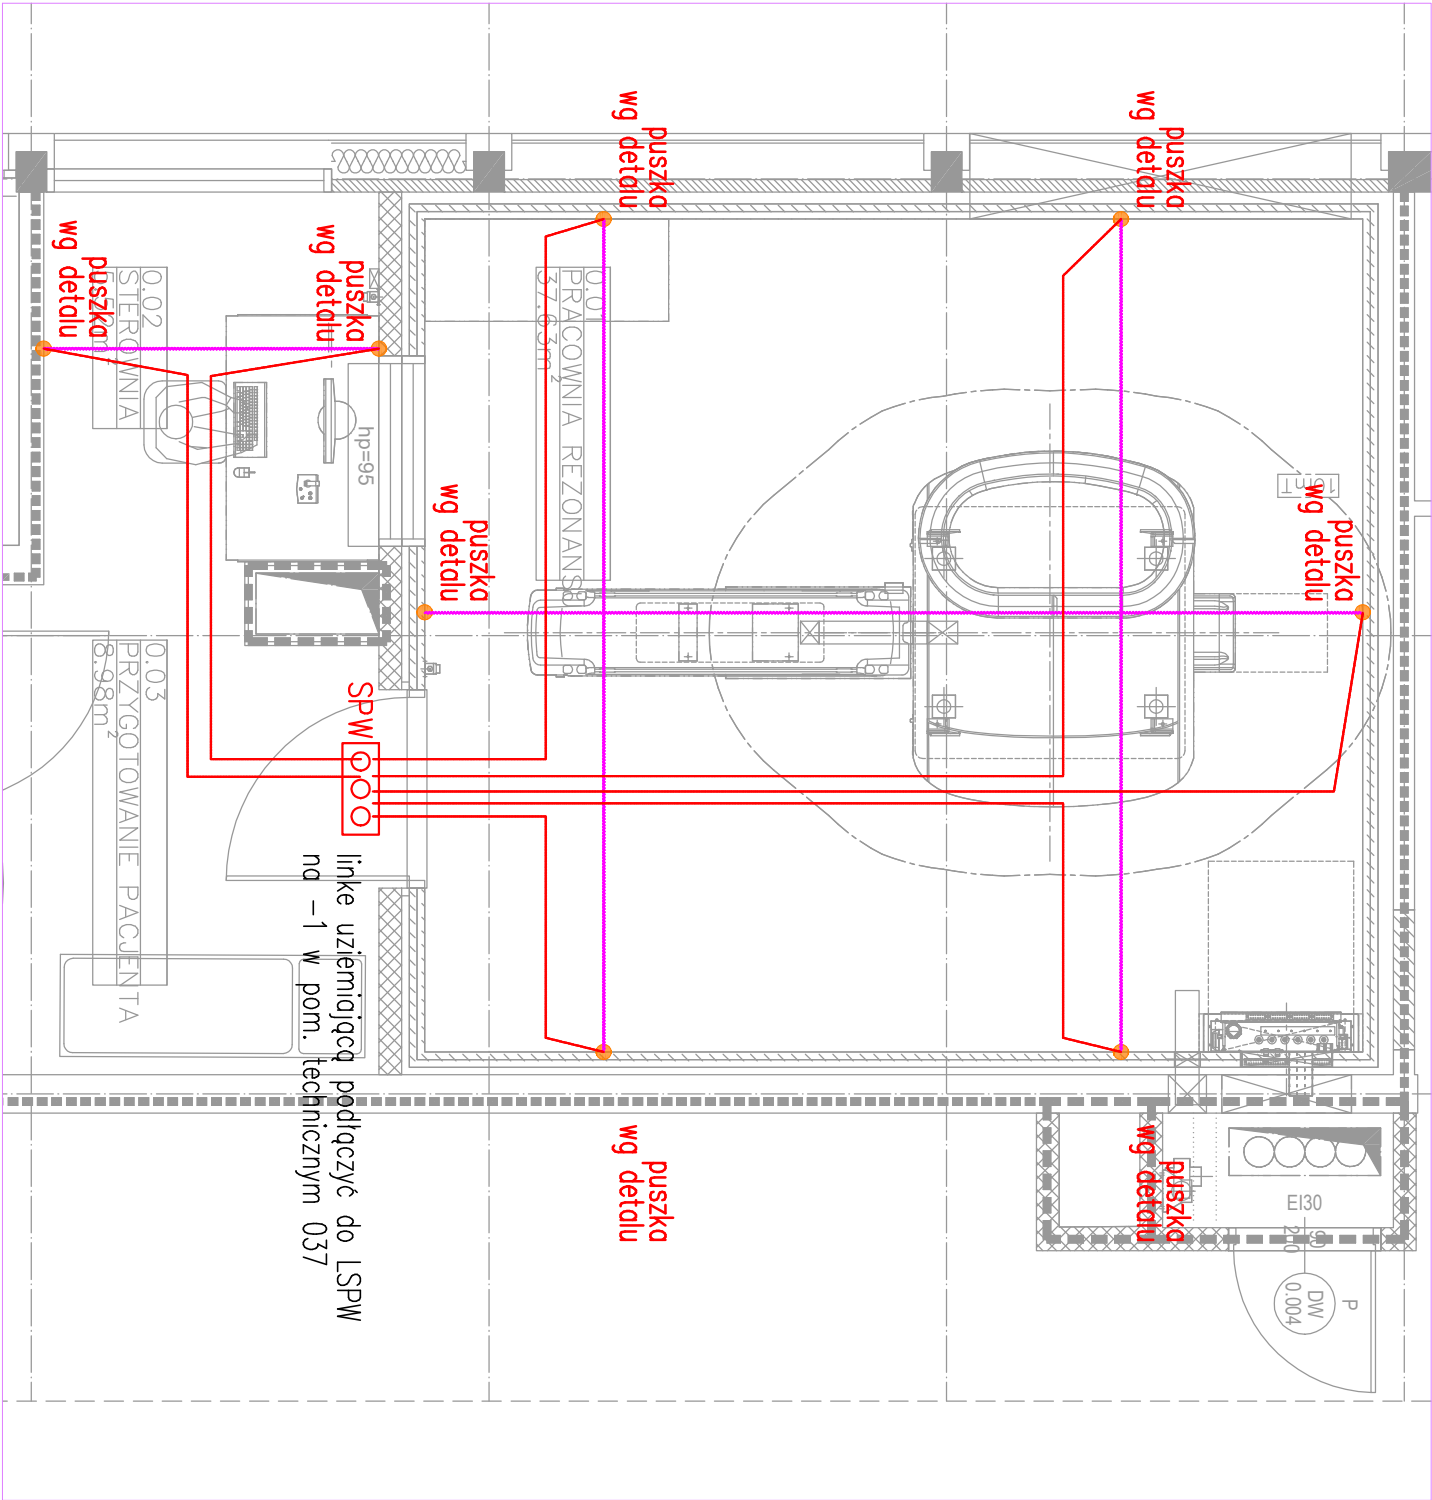 puszka
wg detalu
puszka
wg detalu
puszka
wg detalu
puszka
wg detalu
0.02
STEROWNIA
0.01
PRACOWNIA REZONANSU
37.63m²
hp=95
puszka
wg detalu
puszka
wg detalu
0.03
PRZYGOTOWANIE PACJENTA
8.98m²
SPW
linke uziemiającą podłączyć do LSPW
na -1 w pom. technicznym 037
puszka
wg detalu
puszka
wg detalu
EI30
90
DW
0.004
P